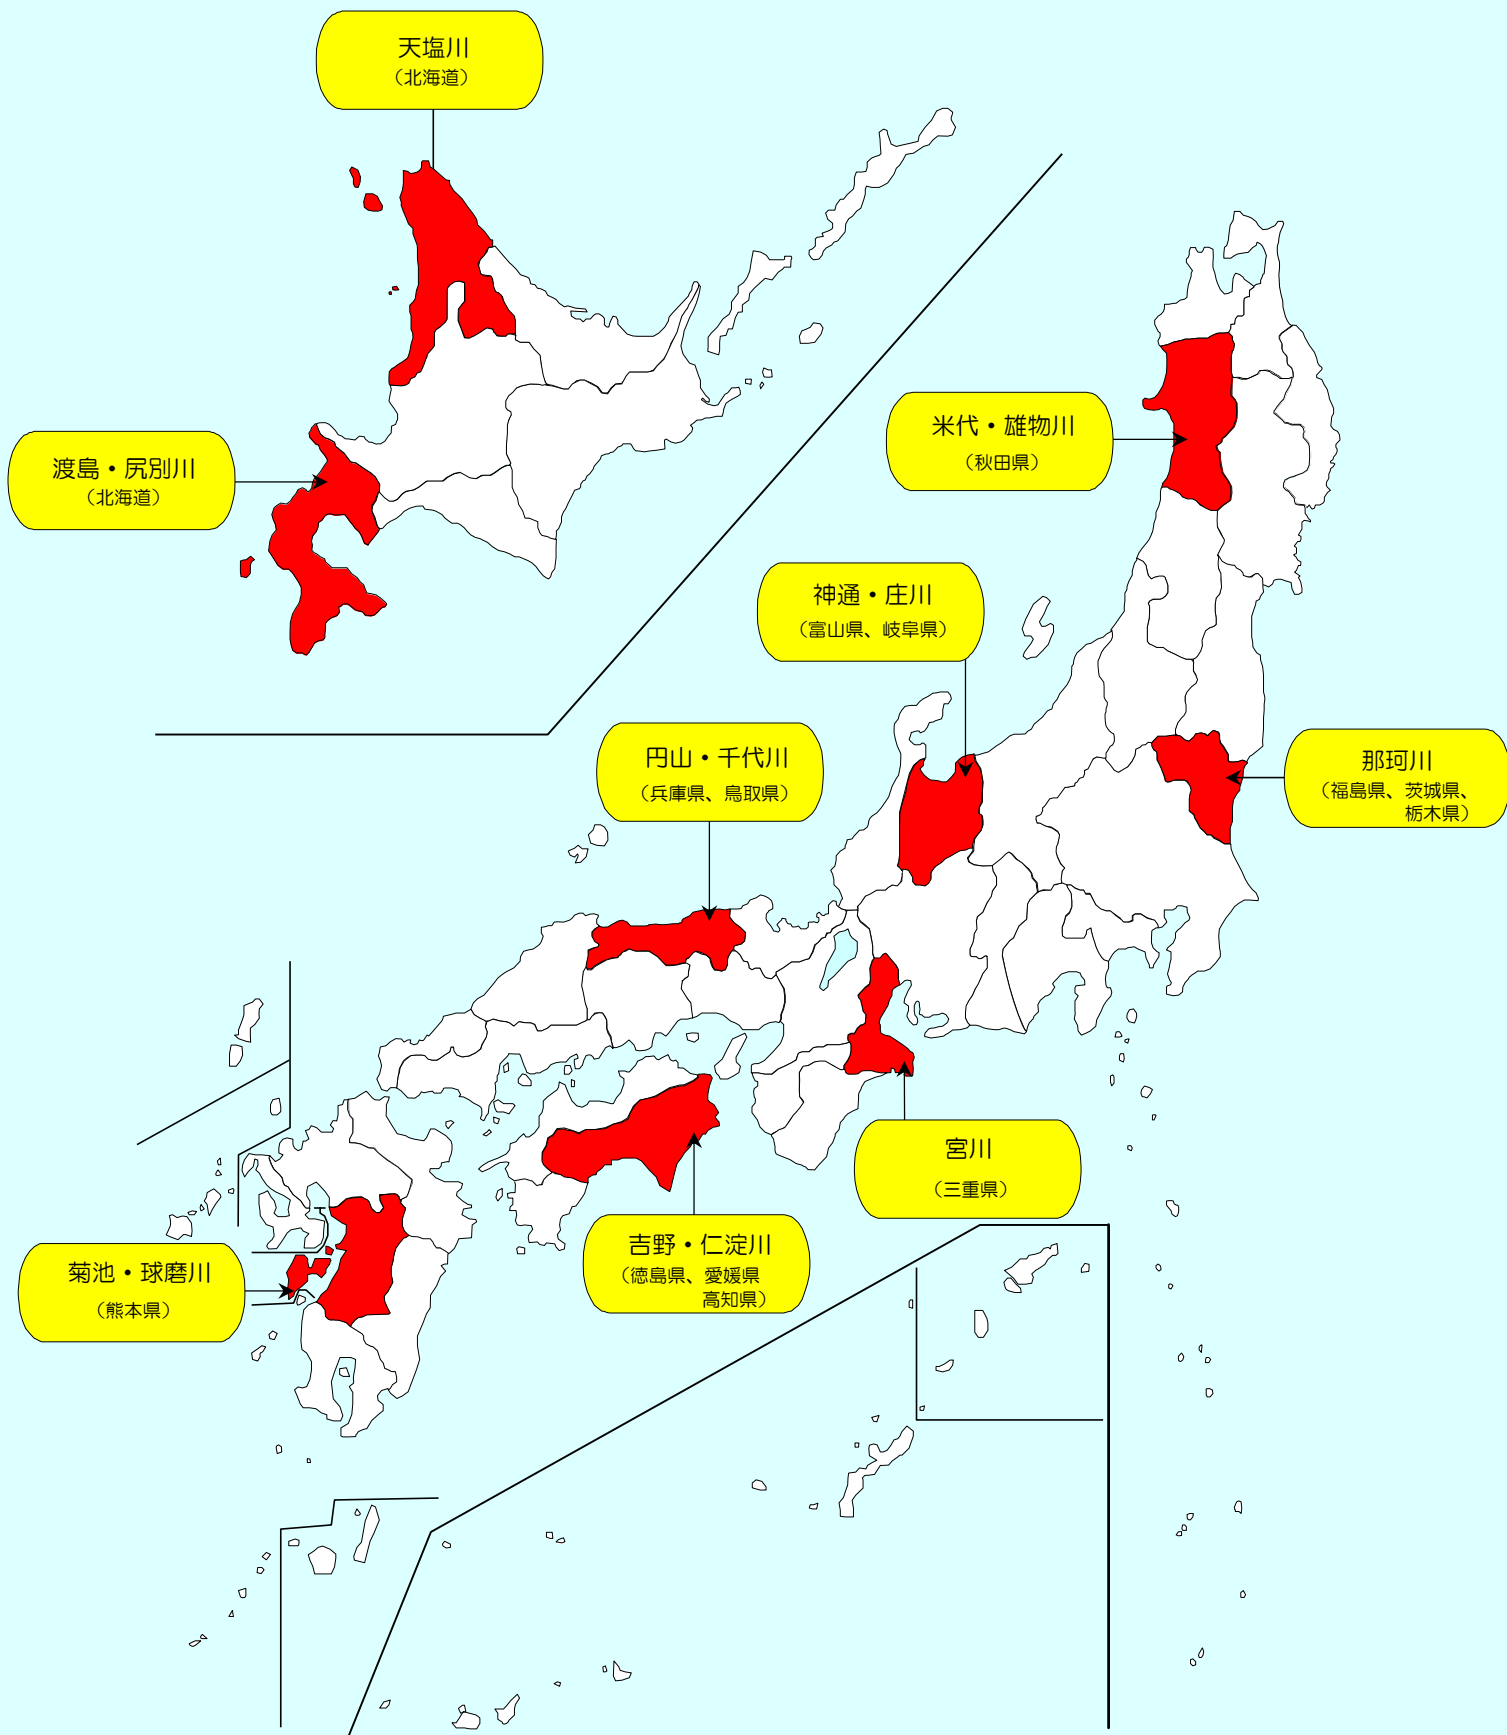 天塩川
（北海道）
渡島・尻別川
（北海道）
米代・雄物川
（秋田県）
神通・庄川
（富山県、岐阜県）
円山・千代川
（兵庫県、鳥取県）
那珂川
（福島県、茨城県、
栃木県）
宮川
（三重県）
吉野・仁淀川
（徳島県、愛媛県
高知県）
菊池・球磨川
（熊本県）